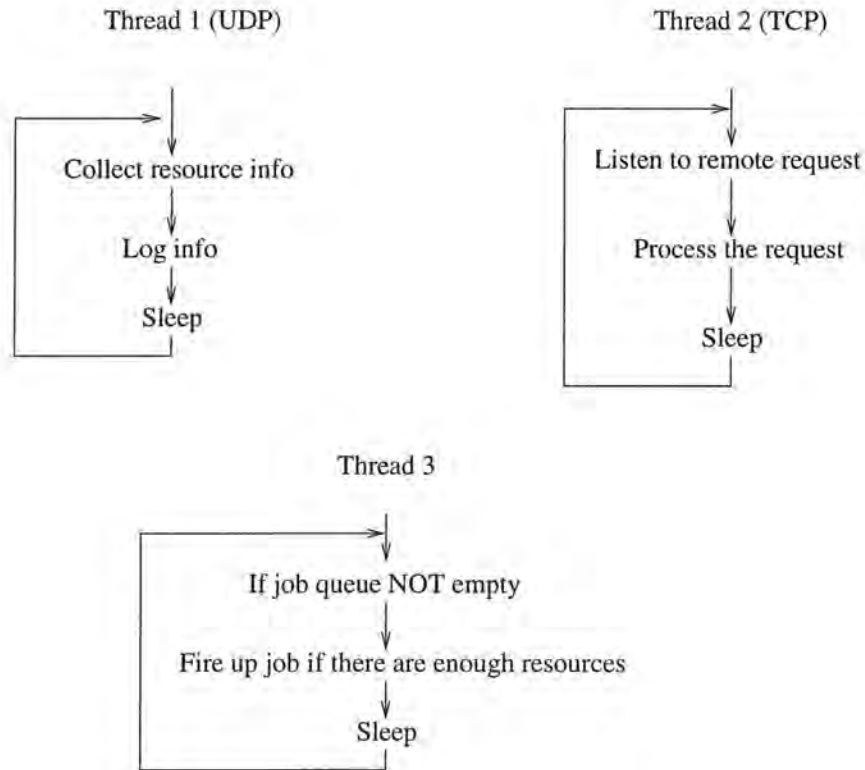 Thread 1 (UDP)
Collect resource info
Log info
Sleep
Thread 2 (TCP)
Listen to remote request
Process the request
Sleep
Thread 3
If job queue NOT empty
Fire up job if there are enough resources
Sleep